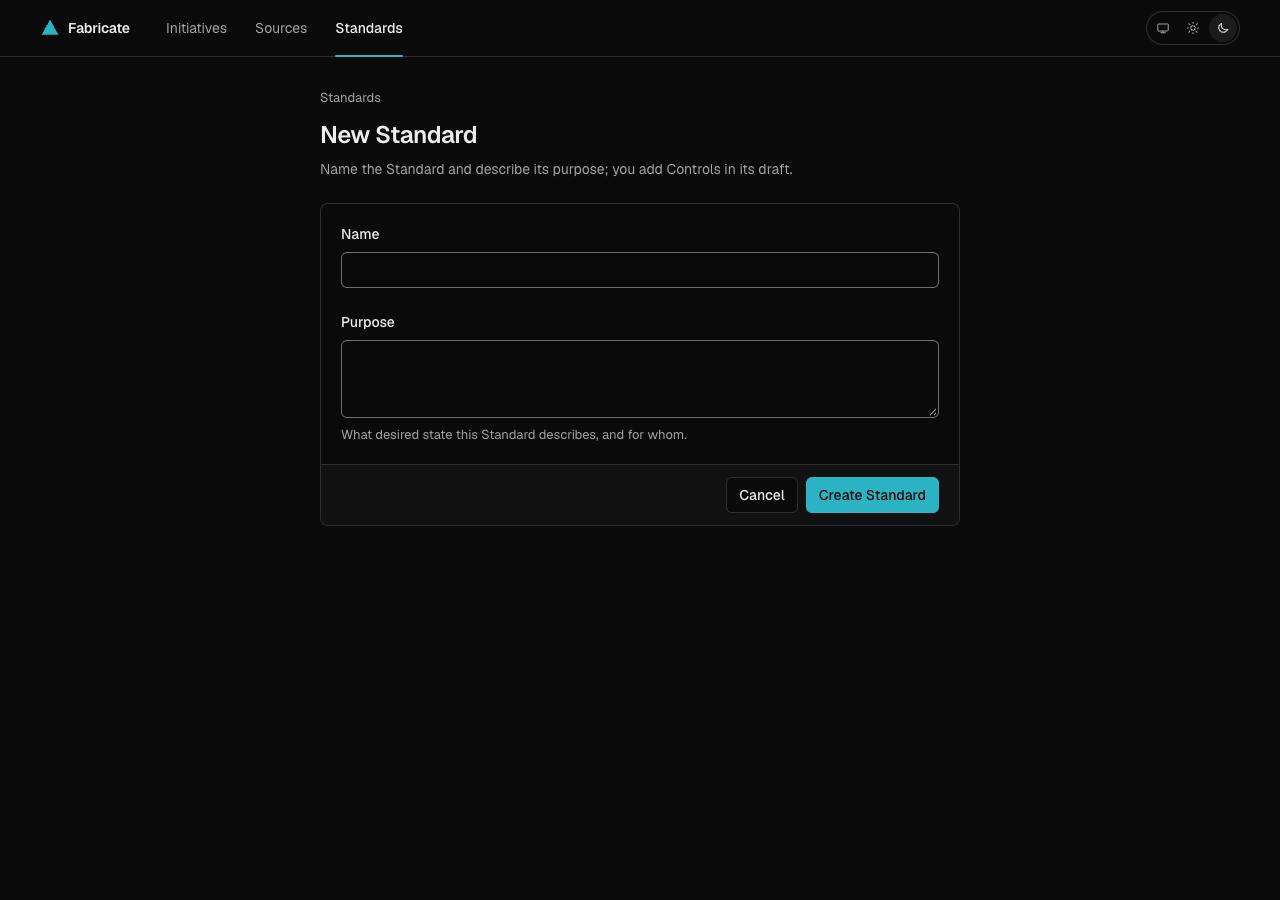 Fabricate
Initiatives
Sources
Standards
Standards
New Standard
Name the Standard and describe its purpose; you add Controls in its draft.
Name
Purpose
What desired state this Standard describes, and for whom.
Cancel
Create Standard